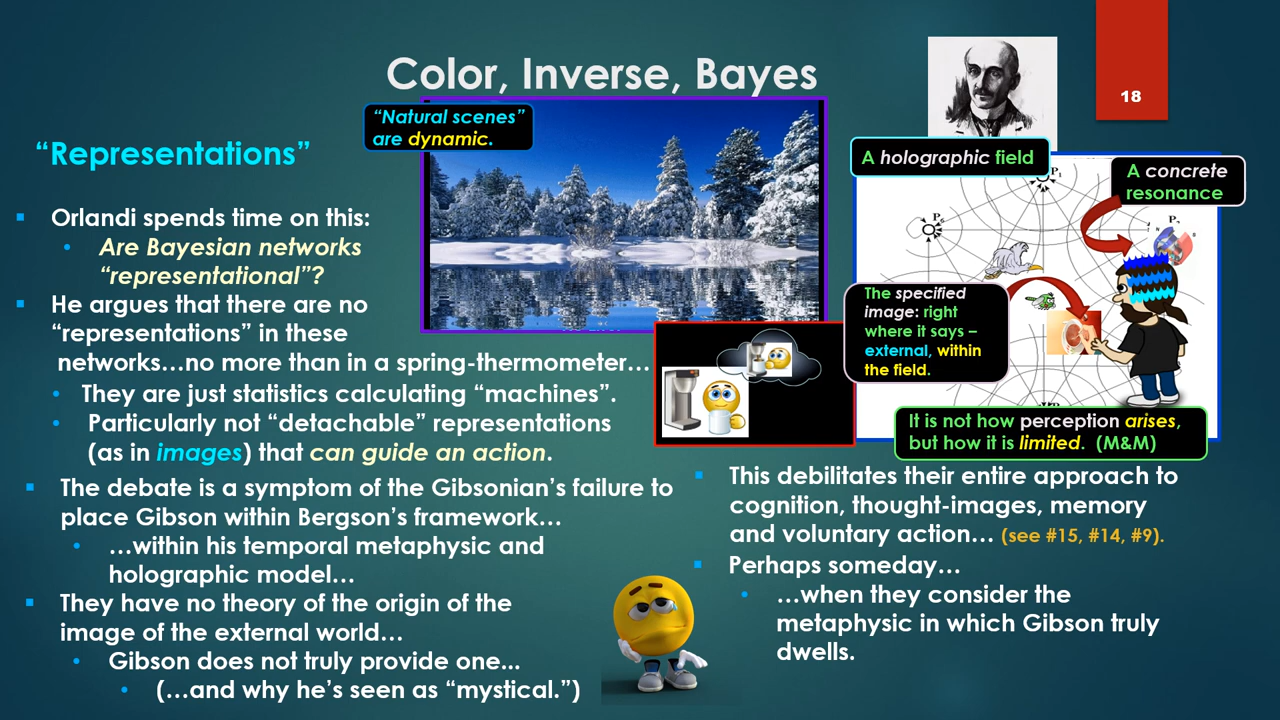 Color, Inverse, Bayes
18
“Natural scenes”
are dynamic.
“Representations”
▪ Orlandi spends time on this:
• Are Bayesian networks
“representational”?
▪ He argues that there are no
“representations” in these
networks…no more than in a spring-thermometer…
• They are just statistics calculating “machines”.
• Particularly not “detachable” representations
(as in images) that can guide an action.
▪ The debate is a symptom of the Gibsonian’s failure to
place Gibson within Bergson’s framework…
• …within his temporal metaphysic and
holographic model…
▪ They have no theory of the origin of the
image of the external world…
• Gibson does not truly provide one...
• (…and why he’s seen as “mystical.”)
A holographic field
A concrete
resonance
P₁
The specified
image: right
where it says –
external, within
the field.
It is not how perception arises,
but how it is limited. (M&M)
▪ This debilitates their entire approach to
cognition, thought-images, memory
and voluntary action… (see #15, #14, #9).
▪ Perhaps someday…
• …when they consider the
metaphysic in which Gibson truly
dwells.